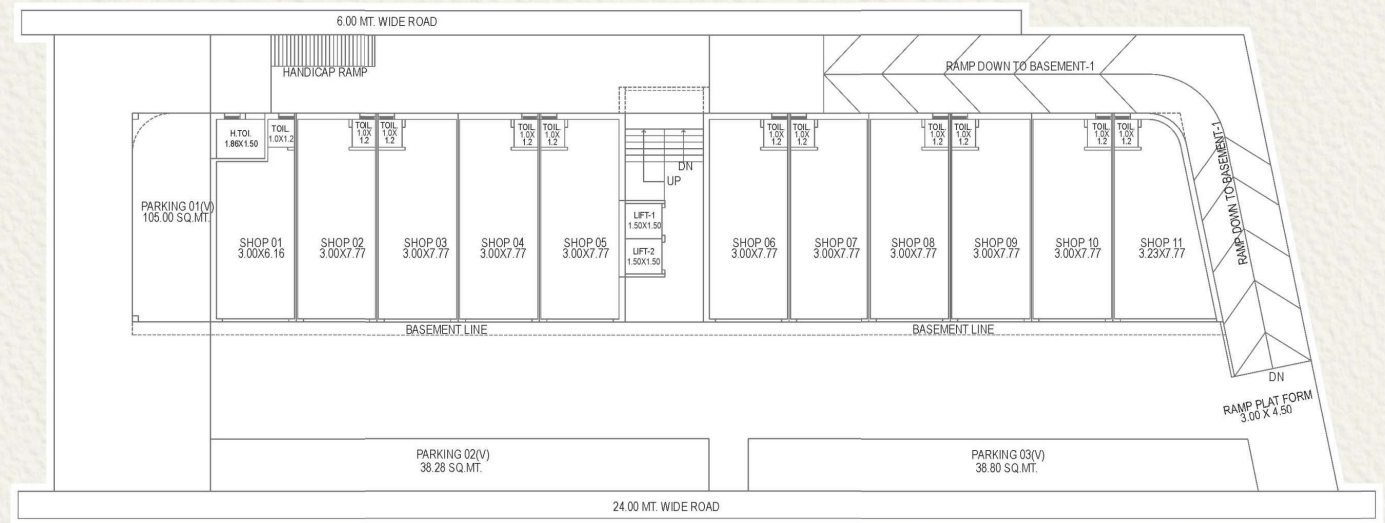 6.00 MT. WIDE ROAD
HANDICAP RAMP
RAMP DOWN TO BASEMENT-1
H.TOI.
1.86X1.50
TOIL.
1.0X1.2
TOIL.
1.0X
1.2
TOIL.
1.0X
1.2
TOIL.
1.0X
1.2
TOIL.
1.0X
1.2
DN
UP
TOIL.
1.0X
1.2
TOIL.
1.0X
1.2
TOIL.
1.0X
1.2
TOIL.
1.0X
1.2
TOIL.
1.0X
1.2
TOIL.
1.0X
1.2
RAMP DOWN TO BASEMENT-1
PARKING 01(V)
105.00 SQ.MT.
SHOP 01
3.00X6.16
SHOP 02
3.00X7.77
SHOP 03
3.00X7.77
SHOP 04
3.00X7.77
SHOP 05
3.00X7.77
LIFT-1
1.50X1.50
LIFT-2
1.50X1.50
SHOP 06
3.00X7.77
SHOP 07
3.00X7.77
SHOP 08
3.00X7.77
SHOP 09
3.00X7.77
SHOP 10
3.00X7.77
SHOP 11
3.23X7.77
BASEMENT LINE
BASEMENT LINE
DN
RAMP PLAT FORM
3.00 X 4.50
PARKING 02(V)
38.28 SQ.MT.
PARKING 03(V)
38.80 SQ.MT.
24.00 MT. WIDE ROAD